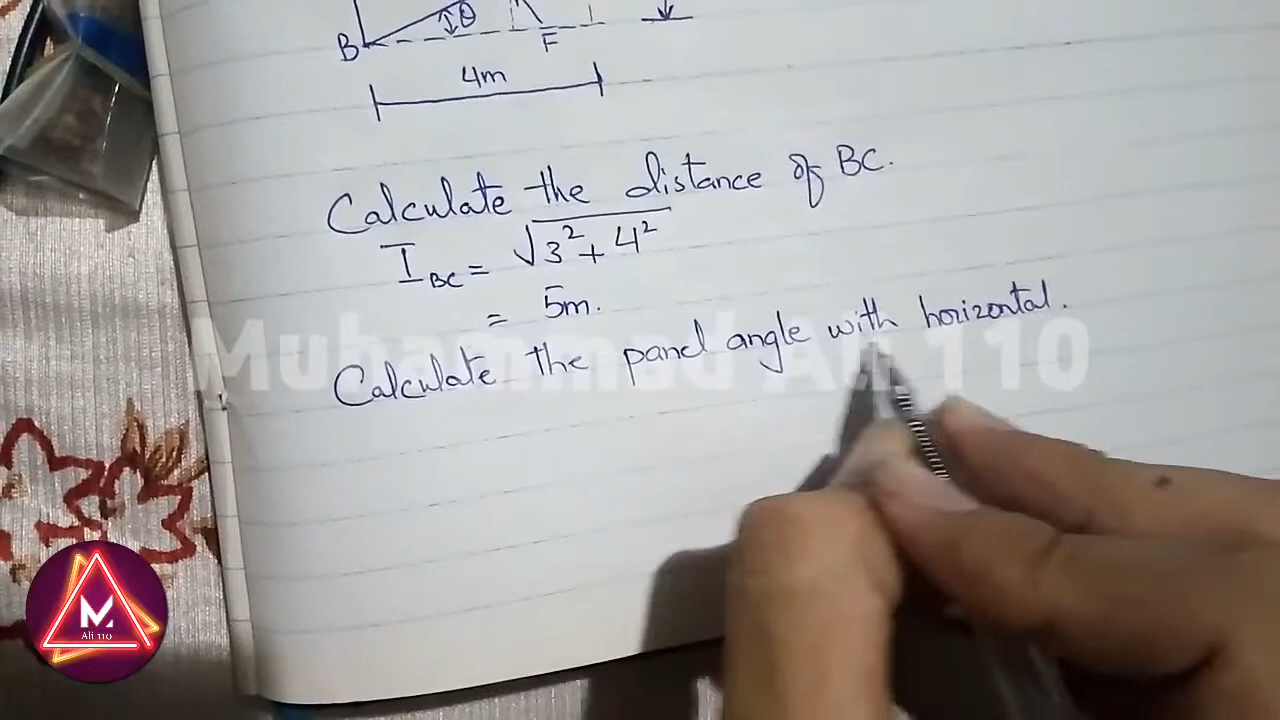 B θ F
4m
Calculate the distance of BC.
I_BC = √3² + 4²
= 5m.
Calculate the panel angle with horizontal.
Muhammad Ali 110
M
Ali 110